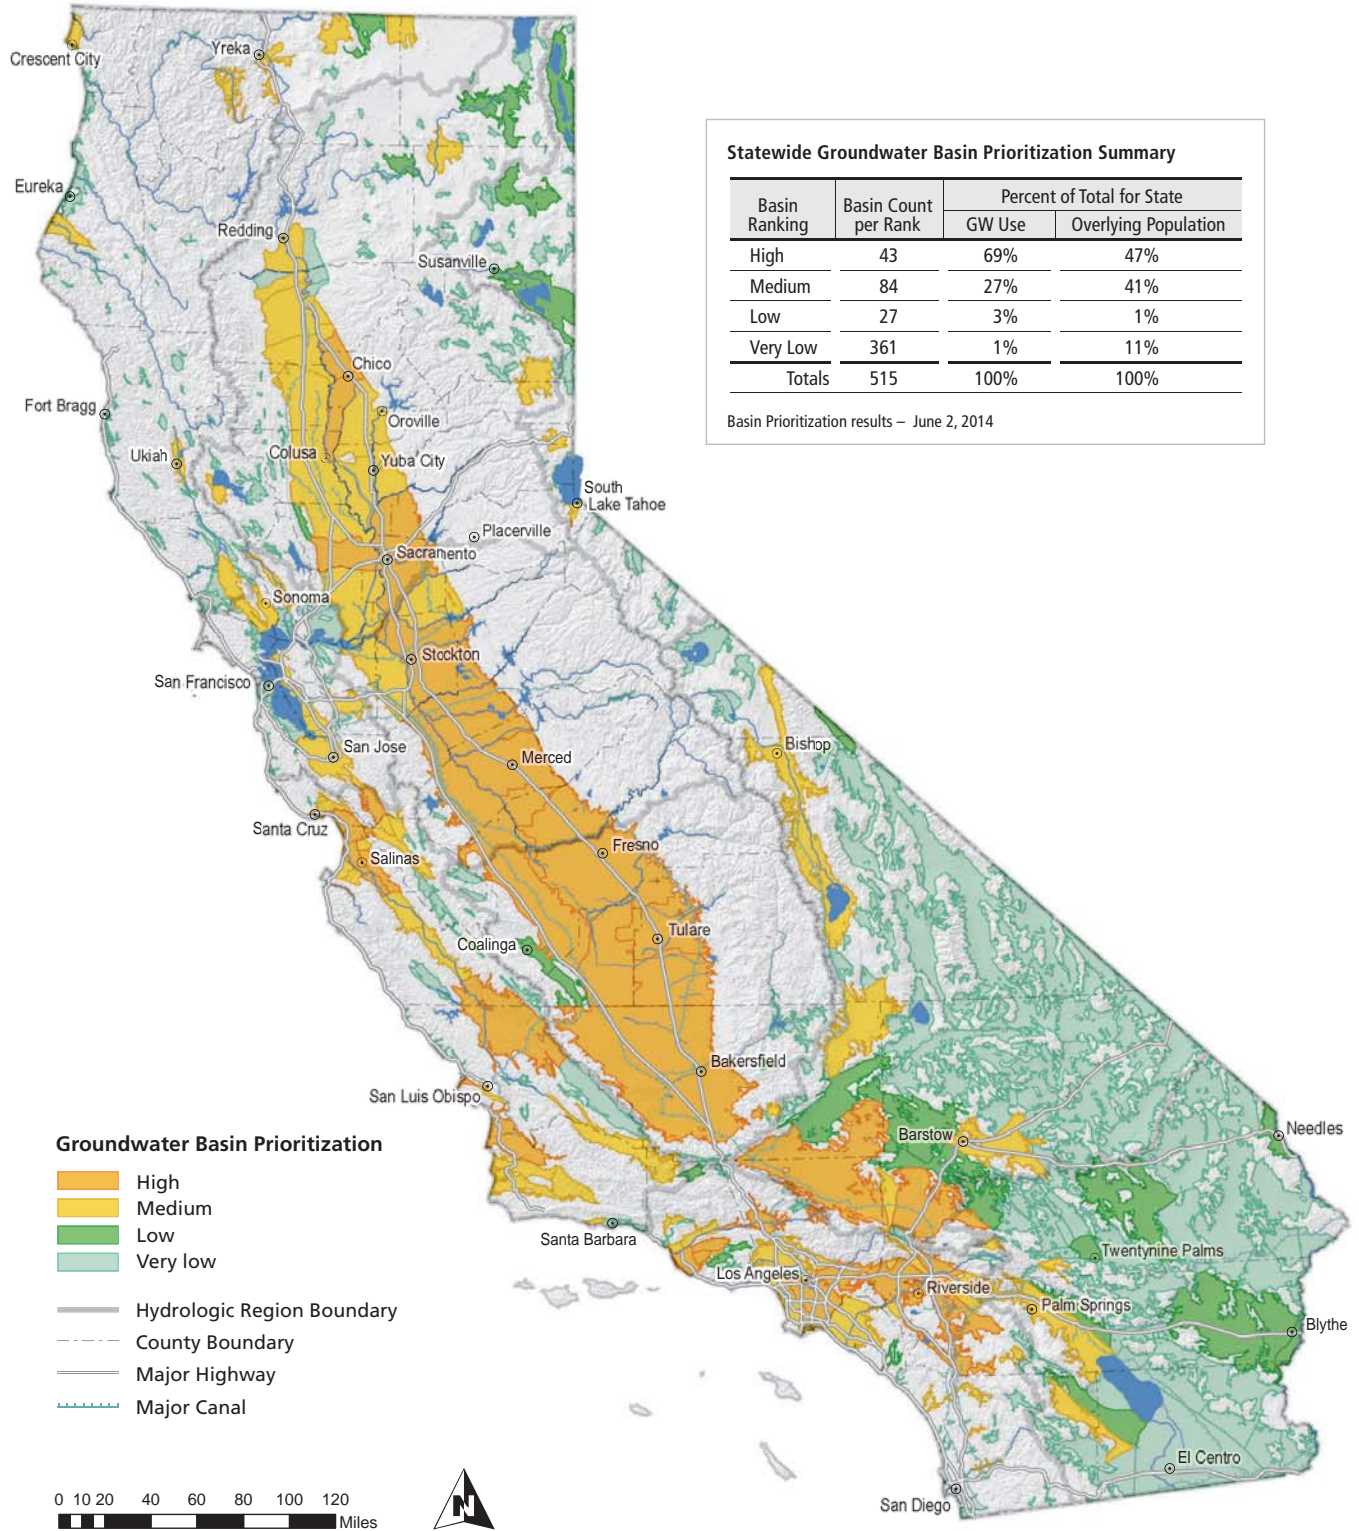 Crescent City
Yreka
Eureka
Redding
Susanville
Chico
Fort Bragg
Oroville
Ukiah
Colusa
Yuba City
South
Lake Tahoe
Placerville
Sacramento
Sonoma
Stockton
San Francisco
San Jose
Bishop
Merced
Santa Cruz
Salinas
Fresno
Tulare
Coalinga
Bakersfield
San Luis Obispo
Barstow
Needles
Santa Barbara
Twentynine Palms
Los Angeles
Riverside
Palm Springs
Blythe
El Centro
San Diego
Statewide Groundwater Basin Prioritization Summary
Basin Ranking Basin Count per Rank Percent of Total for State
GW Use Overlying Population
High 43 69% 47%
Medium 84 27% 41%
Low 27 3% 1%
Very Low 361 1% 11%
Totals 515 100% 100%
Basin Prioritization results – June 2, 2014
Groundwater Basin Prioritization
High
Medium
Low
Very low
Hydrologic Region Boundary
County Boundary
Major Highway
Major Canal
0 10 20 40 60 80 100 120
Miles
N